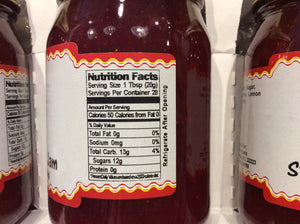 Nutrition Facts
Serving Size 1 Tbsp (20g)
Servings Per Container 28
Amount Per Serving
Calories 50 Calories from Fat 0
% Daily Value
Total Fat 0g 0%
Sodium 0mg 0%
Total Carb. 13g 4%
Sugars 12g
Protein 0g
Refrigerate After Opening
am
Lemon
S